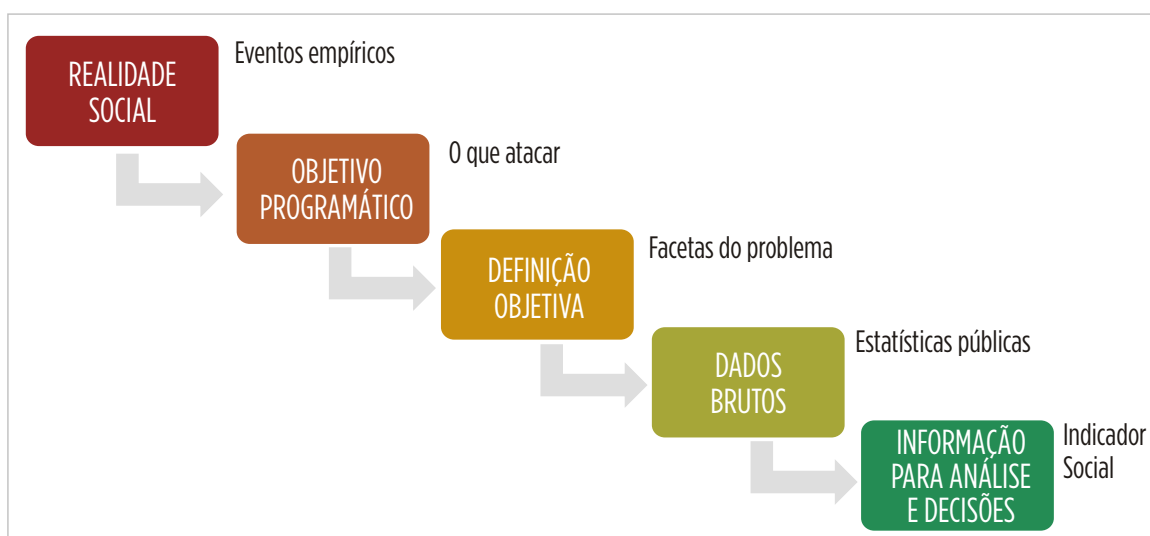 REALIDADE
SOCIAL
Eventos empíricos
OBJETIVO
PROGRAMÁTICO
O que atacar
DEFINIÇÃO
OBJETIVA
Facetas do problema
DADOS
BRUTOS
Estatísticas públicas
INFORMAÇÃO
PARA ANÁLISE
E DECISÕES
Indicador
Social